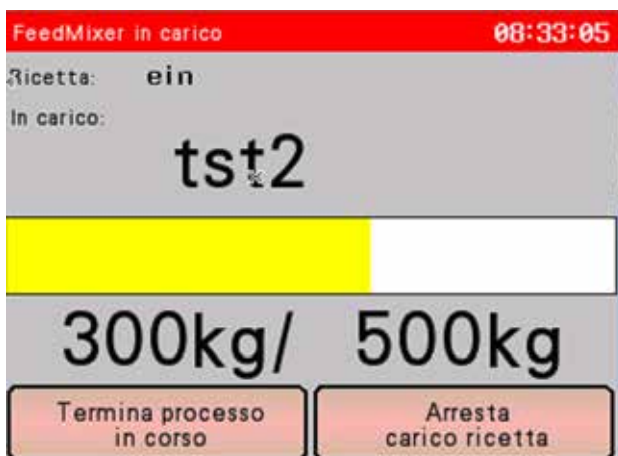 FeedMixer in carico 08:33:05
Ricetta: ein
In carico:
tst2
300kg/ 500kg
Termina processo
in corso
Arresta
carico ricetta